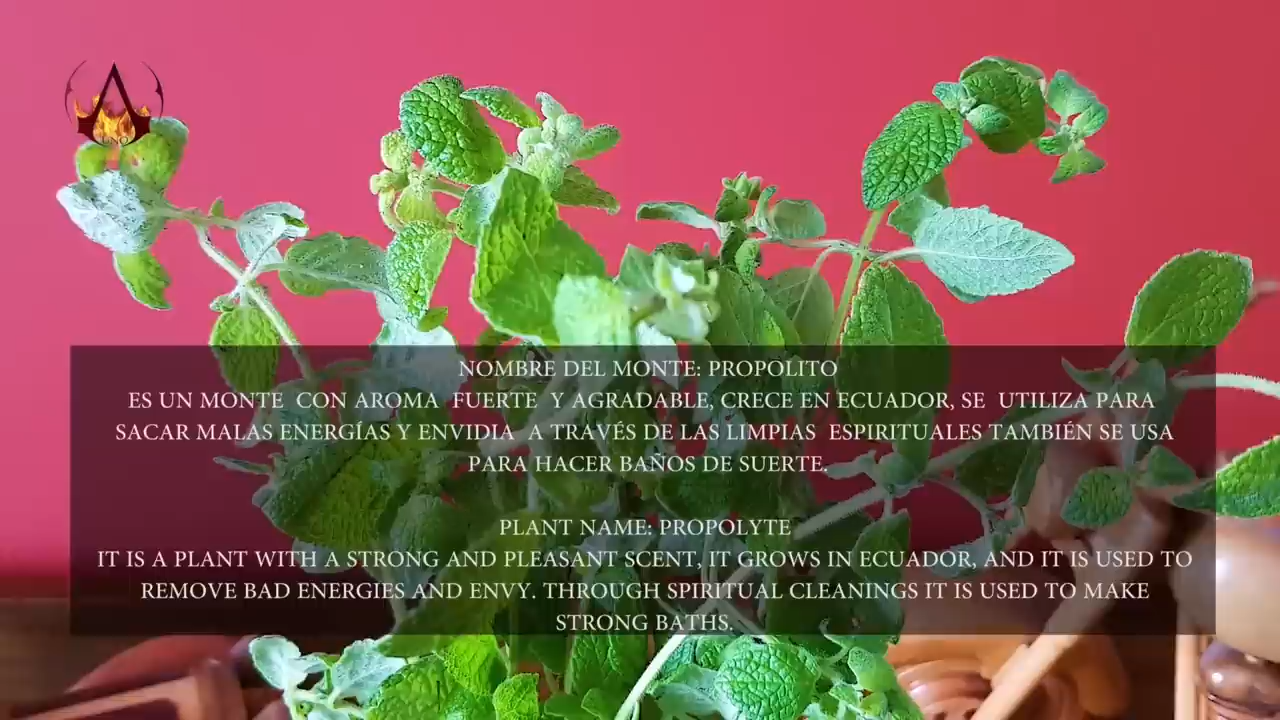 UNO
NOMBRE DEL MONTE: PROPOLITO
ES UN MONTE CON AROMA FUERTE Y AGRADABLE, CRECE EN ECUADOR, SE UTILIZA PARA
SACAR MALAS ENERGÍAS Y ENVIDIA A TRAVÉS DE LAS LIMPIAS ESPIRITUALES TAMBIÉN SE USA
PARA HACER BAÑOS DE SUERTE.
PLANT NAME: PROPOLYTE
IT IS A PLANT WITH A STRONG AND PLEASANT SCENT, IT GROWS IN ECUADOR, AND IT IS USED TO
REMOVE BAD ENERGIES AND ENVY. THROUGH SPIRITUAL CLEANINGS IT IS USED TO MAKE
STRONG BATHS.